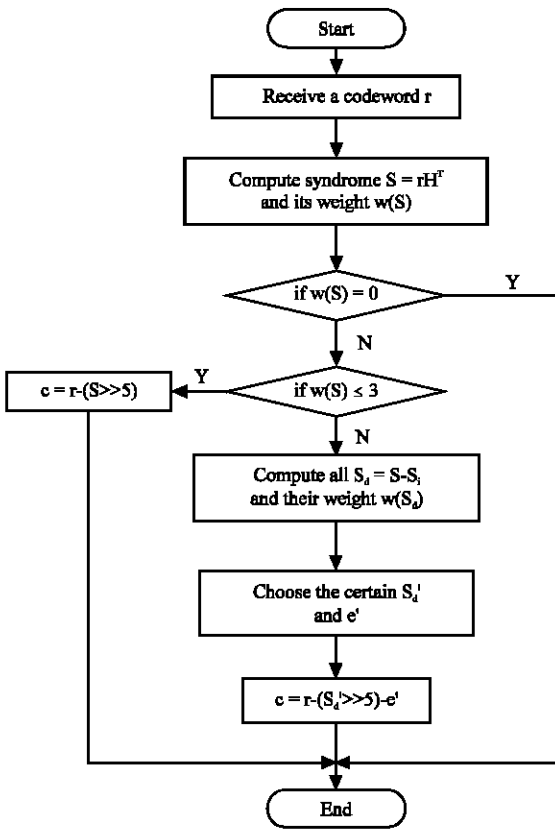 Start
Receive a codeword r
Compute syndrome S = rHᵀ
and its weight w(S)
if w(S) = 0
Y
N
c = r-(S>>5)
Y
if w(S) ≤ 3
N
Compute all S_d = S-S_i
and their weight w(S_d)
Choose the certain S_d'
and e'
c = r-(S_d'>>5)-e'
End